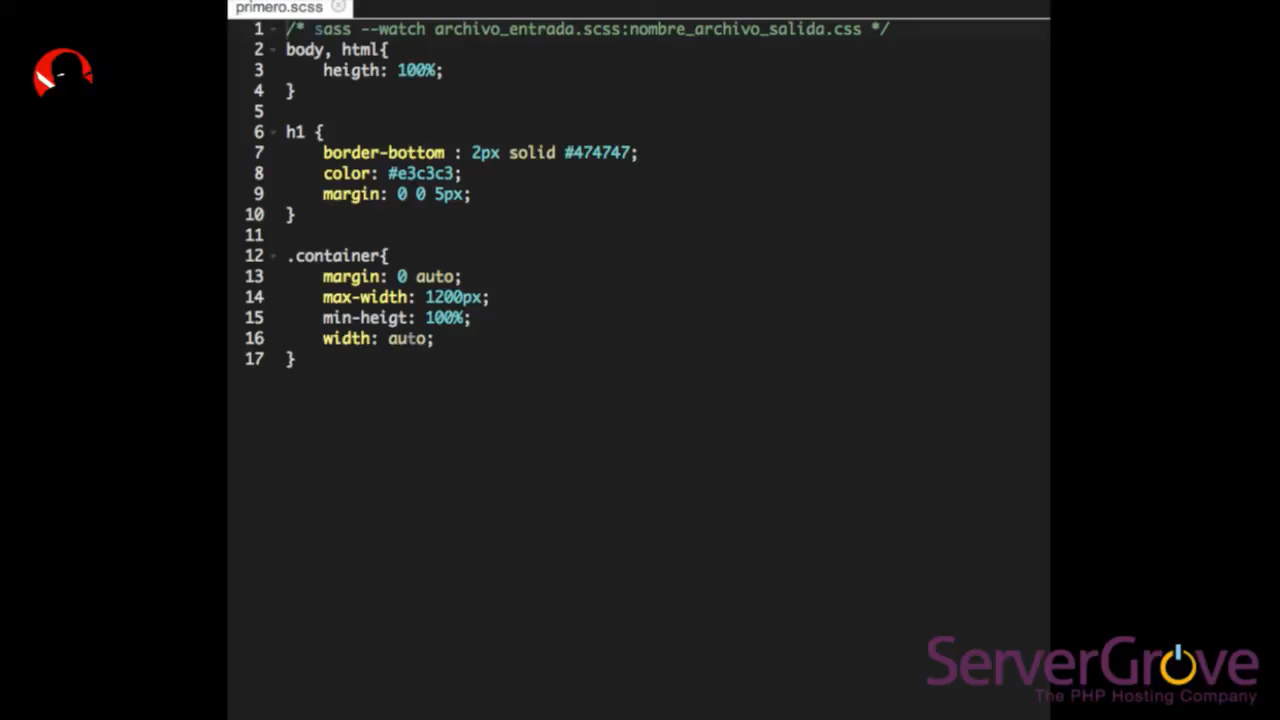 primero.scss
1 /* sass --watch archivo_entrada.scss:nombre_archivo_salida.css */
2 body, html{
3 heigth: 100%;
4 }
5
6 h1 {
7 border-bottom : 2px solid #474747;
8 color: #e3c3c3;
9 margin: 0 0 5px;
10 }
11
12 .container{
13 margin: 0 auto;
14 max-width: 1200px;
15 min-heigt: 100%;
16 width: auto;
17 }
ServerGrove
The PHP Hosting Company